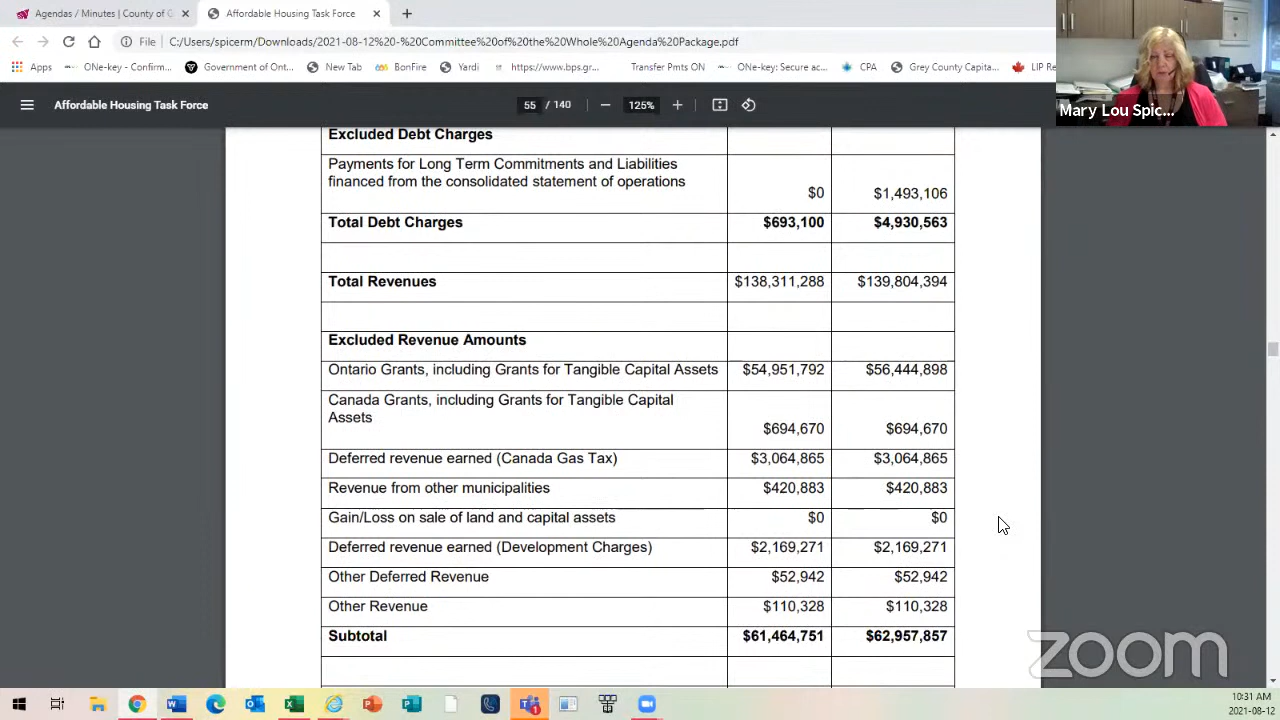 Agendas / Minutes | County of G
Affordable Housing Task Force
File
C:/Users/spicerm/Downloads/2021-08-12%20-%20Committee%20of%20the%20Whole%20Agenda%20Package.pdf
Apps
ONe-key - Confirm...
Government of Ont...
New Tab
BonFire
Yardi
https://www.bps.gr...
Transfer Pmts ON
ONe-key: Secure ac...
CPA
Grey County Capita...
LIP Re
Mary Lou Spic...
Affordable Housing Task Force
55 / 140
125%
Excluded Debt Charges
Payments for Long Term Commitments and Liabilities
financed from the consolidated statement of operations
$0 $1,493,106
Total Debt Charges $693,100 $4,930,563
Total Revenues $138,311,288 $139,804,394
Excluded Revenue Amounts
Ontario Grants, including Grants for Tangible Capital Assets $54,951,792 $56,444,898
Canada Grants, including Grants for Tangible Capital
Assets
$694,670 $694,670
Deferred revenue earned (Canada Gas Tax) $3,064,865 $3,064,865
Revenue from other municipalities $420,883 $420,883
Gain/Loss on sale of land and capital assets $0 $0
Deferred revenue earned (Development Charges) $2,169,271 $2,169,271
Other Deferred Revenue $52,942 $52,942
Other Revenue $110,328 $110,328
Subtotal $61,464,751 $62,957,857
zoom
10:31 AM
2021-08-12